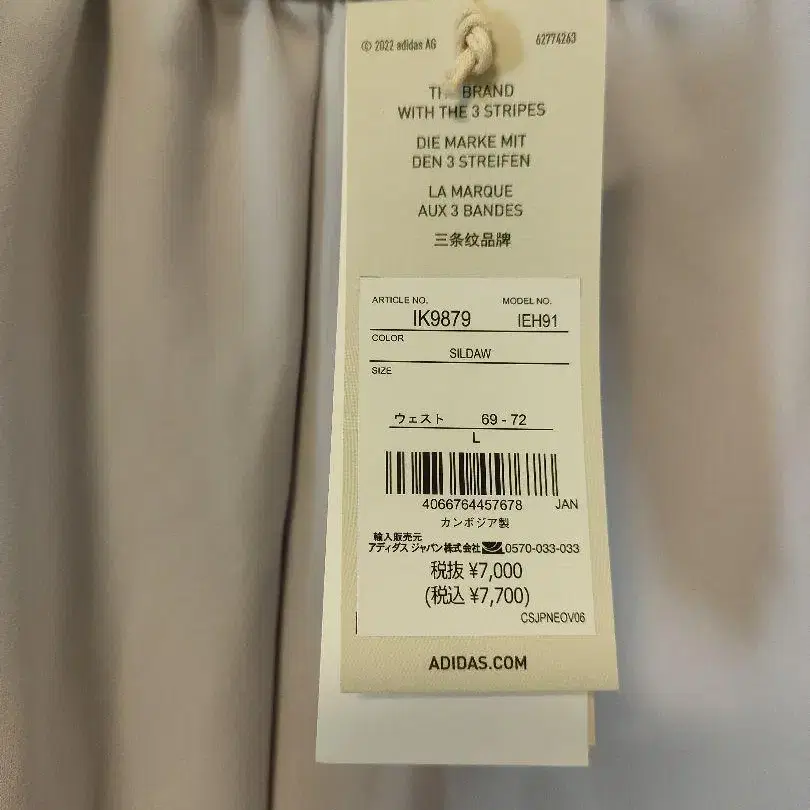 © 2022 adidas AG 62774263
THE BRAND
WITH THE 3 STRIPES
DIE MARKE MIT
DEN 3 STREIFEN
LA MARQUE
AUX 3 BANDES
三条纹品牌
ARTICLE NO. MODEL NO.
IK9879 IEH91
COLOR
SILDAW
SIZE
ウェスト 69 - 72
L
4066764457678 JAN
カンボジア製
輸入販売元
アディダス ジャパン株式会社 0570-033-033
税抜 ¥7,000
(税込 ¥7,700)
CSJPNEOV06
ADIDAS.COM